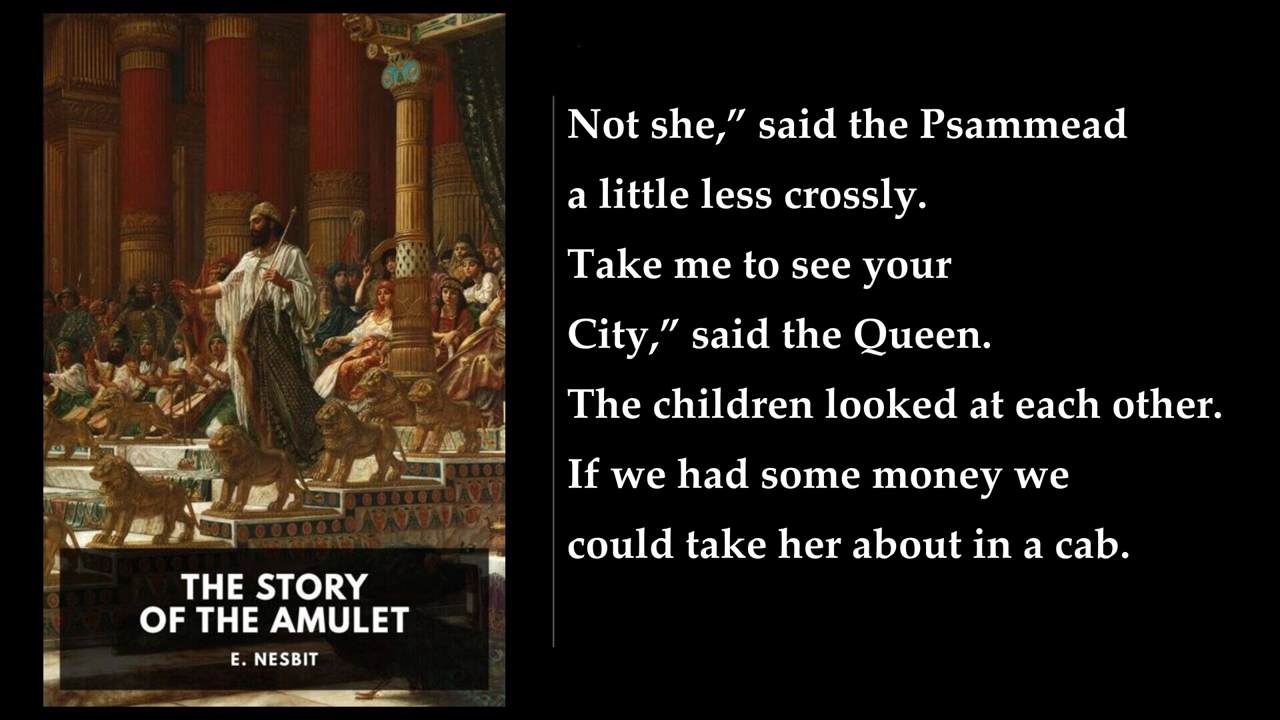 THE STORY
OF THE AMULET
E. NESBIT
Not she,” said the Psammead
a little less crossly.
Take me to see your
City,” said the Queen.
The children looked at each other.
If we had some money we
could take her about in a cab.